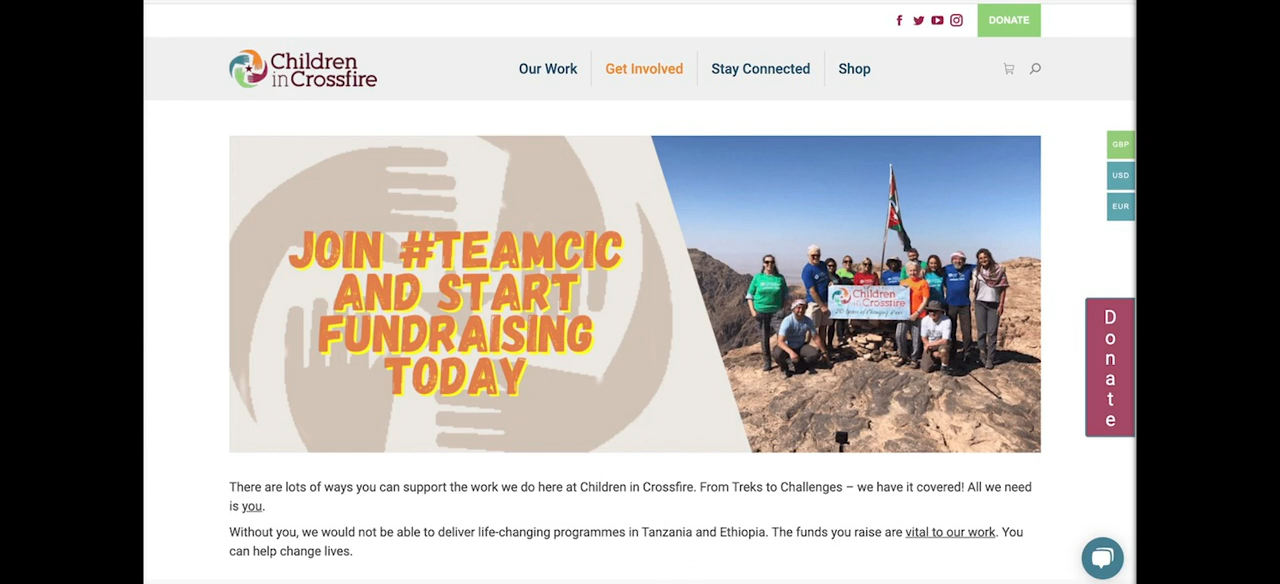 DONATE
Children
in Crossfire
Our Work
Get Involved
Stay Connected
Shop
GBP
USD
EUR
JOIN #TEAMCIC
AND START
FUNDRAISING
TODAY
Children
in Crossfire
Donate
There are lots of ways you can support the work we do here at Children in Crossfire. From Treks to Challenges – we have it covered! All we need
is you.
Without you, we would not be able to deliver life-changing programmes in Tanzania and Ethiopia. The funds you raise are vital to our work. You
can help change lives.